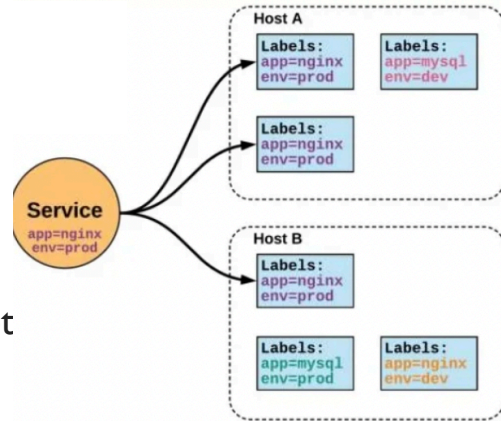 Host A
Labels:
app=nginx
env=prod
Labels:
app=mysql
env=dev
Labels:
app=nginx
env=prod
Service
app=nginx
env=prod
Host B
Labels:
app=nginx
env=prod
t
Labels:
app=mysql
env=prod
Labels:
app=nginx
env=dev